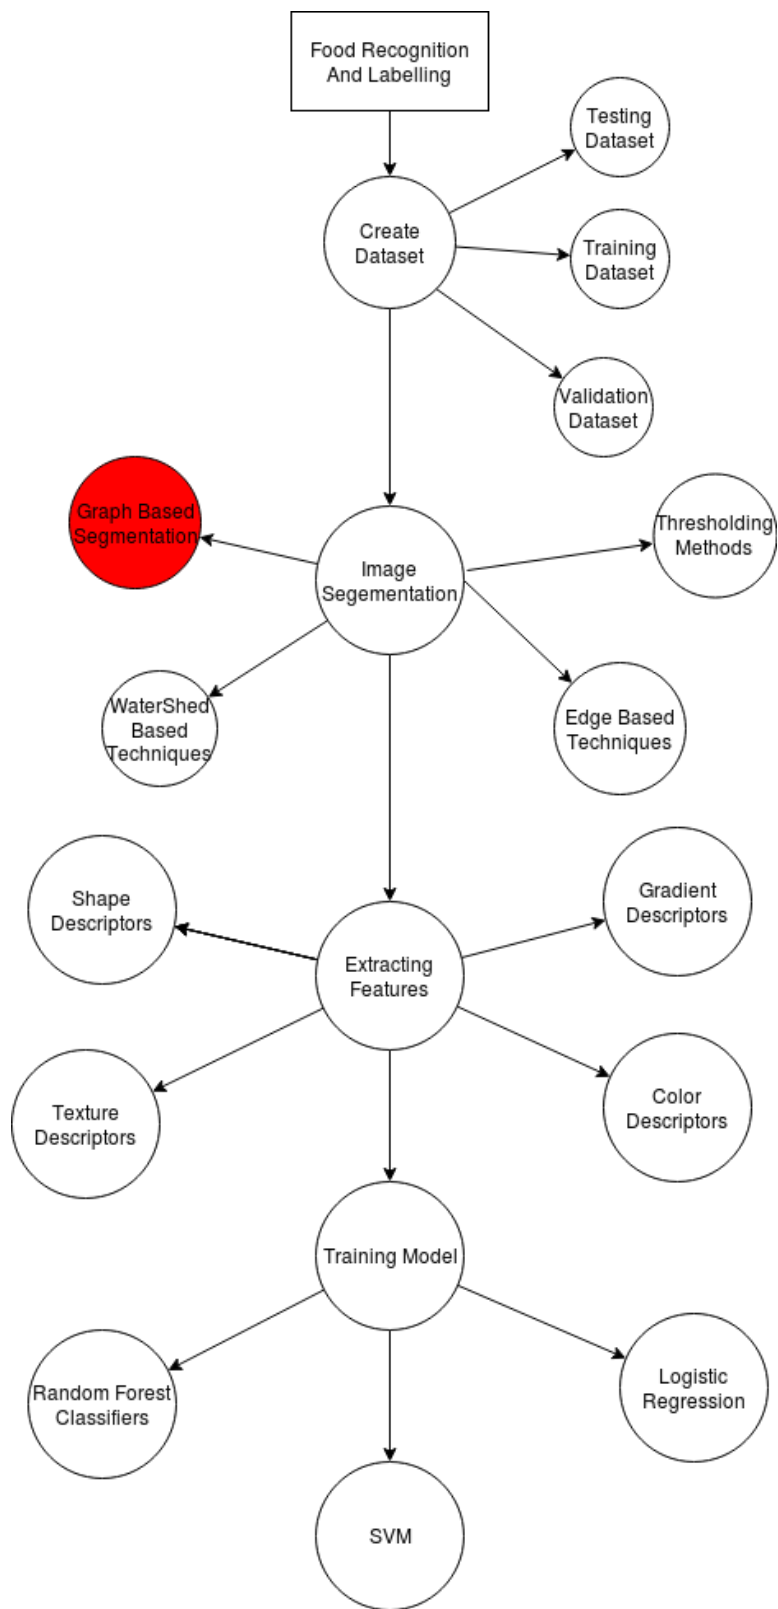 Food Recognition
And Labelling
Testing
Dataset
Create
Dataset
Training
Dataset
Validation
Dataset
Graph Based
Segmentation
Image
Segementation
Thresholding
Methods
WaterShed
Based
Techniques
Edge Based
Techniques
Shape
Descriptors
Gradient
Descriptors
Extracting
Features
Texture
Descriptors
Color
Descriptors
Training Model
Random Forest
Classifiers
Logistic
Regression
SVM